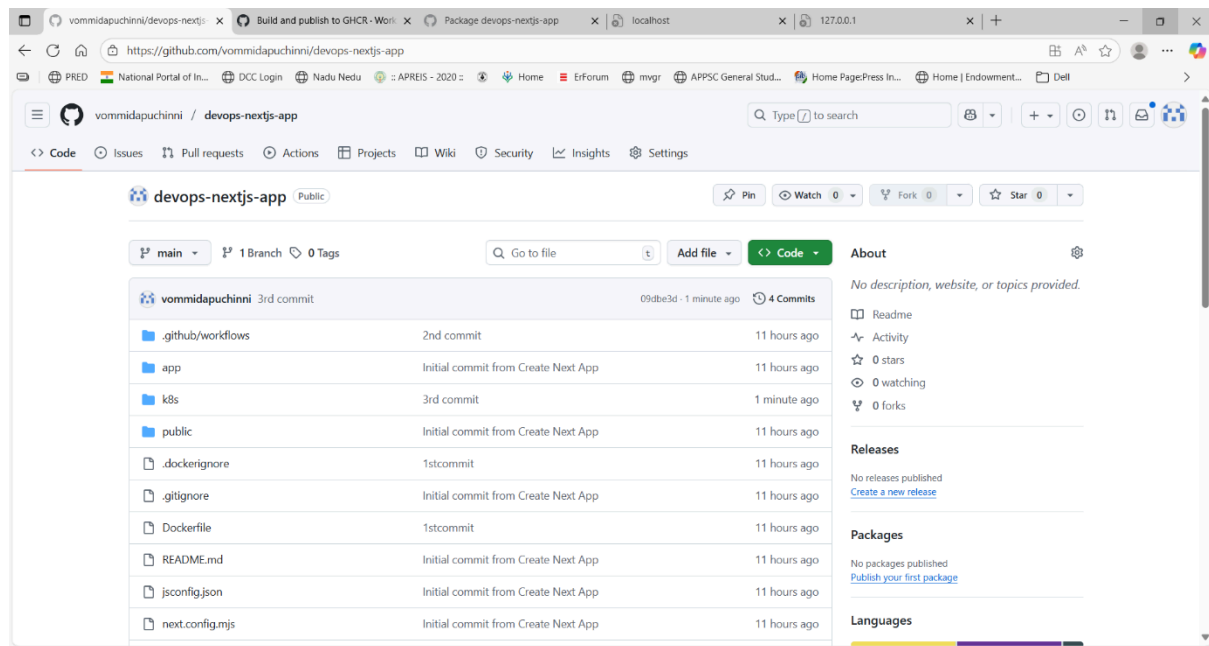 vommidapuchinni/devops-nextjs-
Build and publish to GHCR · Work
Package devops-nextjs-app
localhost
127.0.0.1
https://github.com/vommidapuchinni/devops-nextjs-app
PRED
National Portal of In...
DCC Login
Nadu Nedu
:: APREIS - 2020 ::
Home
ErForum
mvgr
APPSC General Stud...
Home Page:Press In...
Home | Endowment...
Dell
vommidapuchinni / devops-nextjs-app
Type / to search
<> Code
Issues
Pull requests
Actions
Projects
Wiki
Security
Insights
Settings
devops-nextjs-app Public
Pin
Watch 0
Fork 0
Star 0
main
1 Branch
0 Tags
Go to file t
Add file
<> Code
vommidapuchinni 3rd commit 09dbe3d · 1 minute ago 4 Commits
.github/workflows 2nd commit 11 hours ago
app Initial commit from Create Next App 11 hours ago
k8s 3rd commit 1 minute ago
public Initial commit from Create Next App 11 hours ago
.dockerignore 1stcommit 11 hours ago
.gitignore Initial commit from Create Next App 11 hours ago
Dockerfile 1stcommit 11 hours ago
README.md Initial commit from Create Next App 11 hours ago
jsconfig.json Initial commit from Create Next App 11 hours ago
next.config.mjs Initial commit from Create Next App 11 hours ago
About
No description, website, or topics provided.
Readme
Activity
0 stars
0 watching
0 forks
Releases
No releases published
Create a new release
Packages
No packages published
Publish your first package
Languages